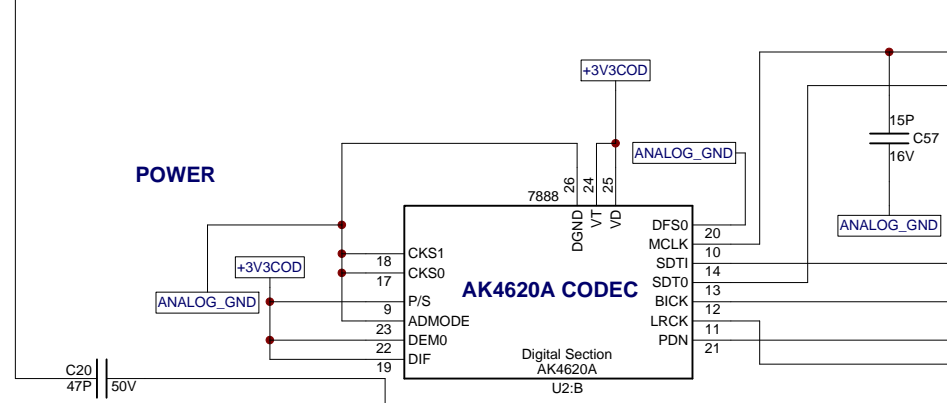 +3V3COD
15P
C57
16V
ANALOG_GND
ANALOG_GND
POWER
7888
26
24
25
DGND
VT
VD
DFS0
20
MCLK
10
SDTI
14
SDT0
13
BICK
12
LRCK
11
PDN
21
CKS1
18
CKS0
17
P/S
9
ADMODE
23
DEM0
22
DIF
19
+3V3COD
ANALOG_GND
AK4620A CODEC
Digital Section
AK4620A
U2:B
C20
47P
50V